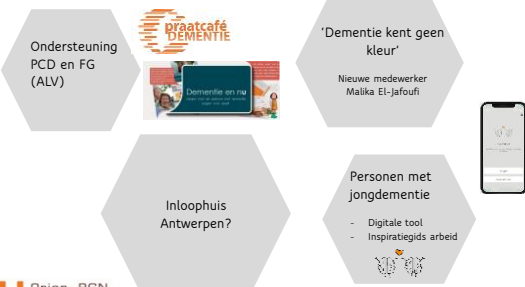 Ondersteuning
PCD en FG
(ALV)
praatcafé
DEMENTIE
Dementie en nu
'Dementie kent geen
kleur'
Nieuwe medewerker
Malika El-Jafoufi
Inloophuis
Antwerpen?
Personen met
jongdementie
- Digitale tool
- Inspiratiegids arbeid